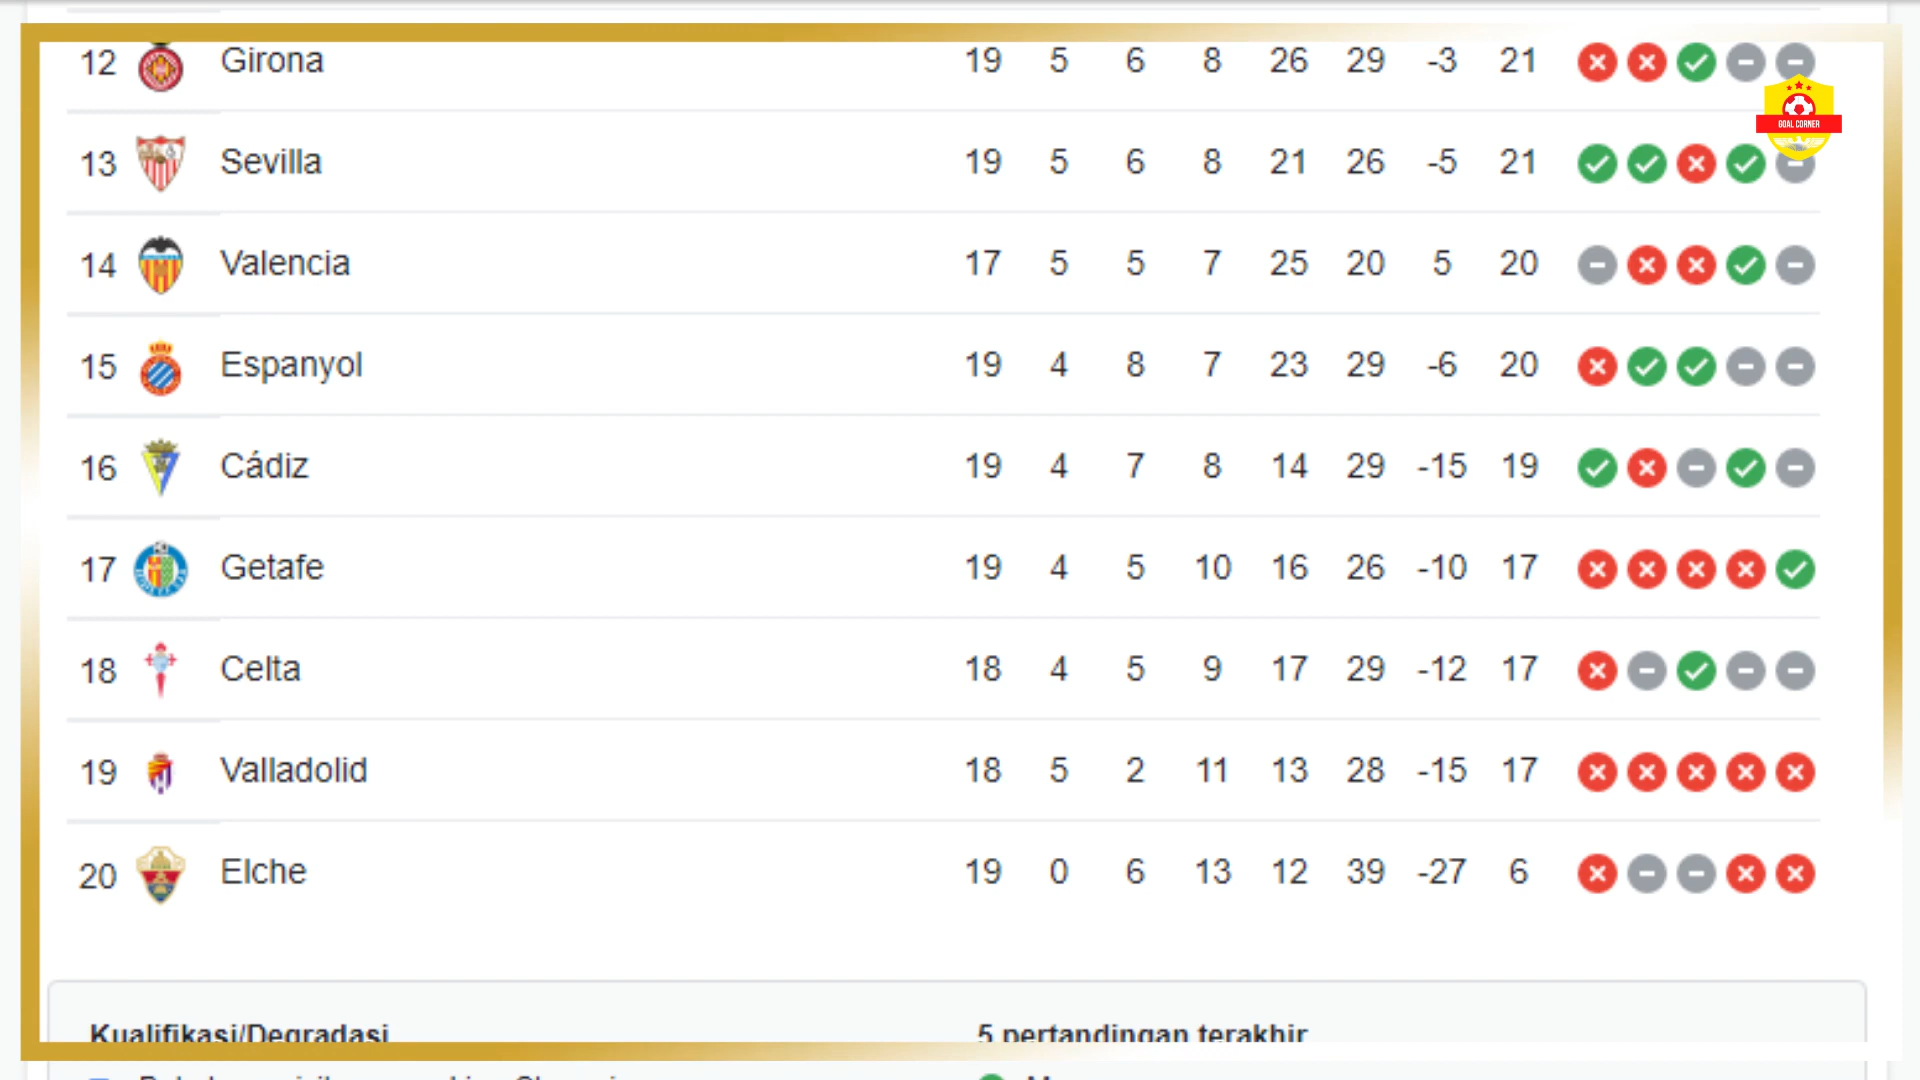 12 Girona 19 5 6 8 26 29 -3 21
GOAL CORNER
13 Sevilla 19 5 6 8 21 26 -5 21
14 Valencia 17 5 5 7 25 20 5 20
15 Espanyol 19 4 8 7 23 29 -6 20
16 Cádiz 19 4 7 8 14 29 -15 19
17 Getafe 19 4 5 10 16 26 -10 17
18 Celta 18 4 5 9 17 29 -12 17
19 Valladolid 18 5 2 11 13 28 -15 17
20 Elche 19 0 6 13 12 39 -27 6
Kualifikasi/Degradasi 5 pertandingan terakhir